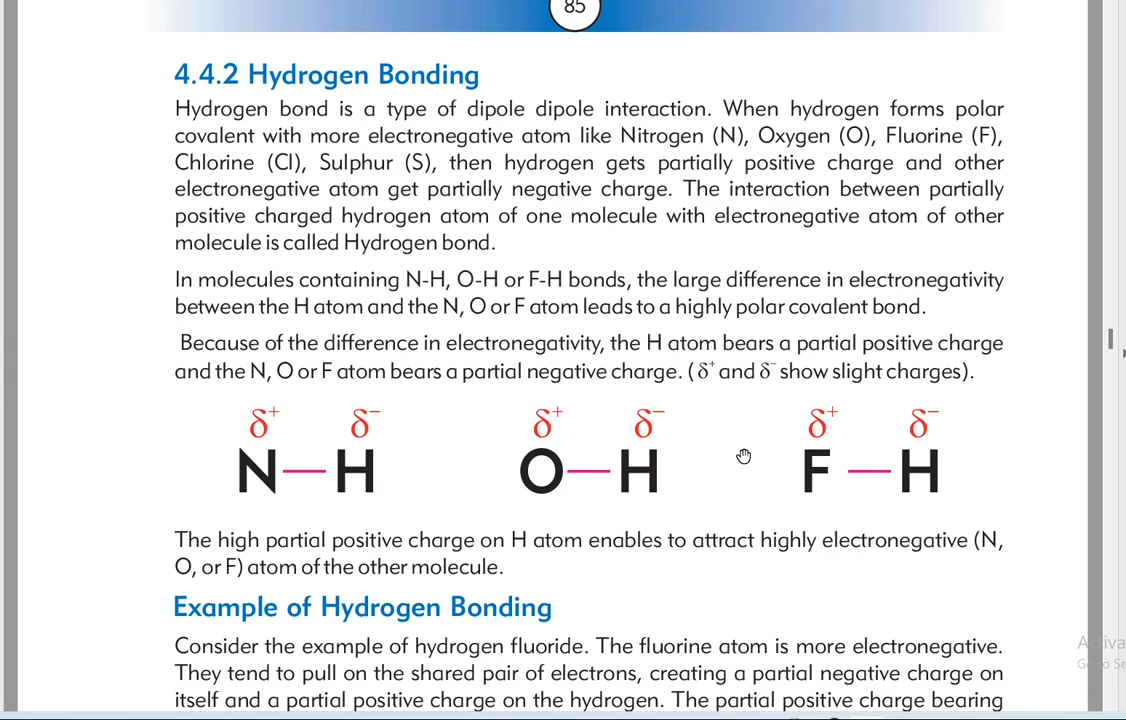 85
4.4.2 Hydrogen Bonding
Hydrogen bond is a type of dipole dipole interaction. When hydrogen forms polar
covalent with more electronegative atom like Nitrogen (N), Oxygen (O), Fluorine (F),
Chlorine (Cl), Sulphur (S), then hydrogen gets partially positive charge and other
electronegative atom get partially negative charge. The interaction between partially
positive charged hydrogen atom of one molecule with electronegative atom of other
molecule is called Hydrogen bond.
In molecules containing N-H, O-H or F-H bonds, the large difference in electronegativity
between the H atom and the N, O or F atom leads to a highly polar covalent bond.
Because of the difference in electronegativity, the H atom bears a partial positive charge
and the N, O or F atom bears a partial negative charge. ( δ⁺ and δ⁻ show slight charges).
δ⁺ δ⁻ δ⁺ δ⁻ δ⁺ δ⁻
N—H O—H F—H
The high partial positive charge on H atom enables to attract highly electronegative (N,
O, or F) atom of the other molecule.
Example of Hydrogen Bonding
Consider the example of hydrogen fluoride. The fluorine atom is more electronegative.
They tend to pull on the shared pair of electrons, creating a partial negative charge on
itself and a partial positive charge on the hydrogen. The partial positive charge bearing